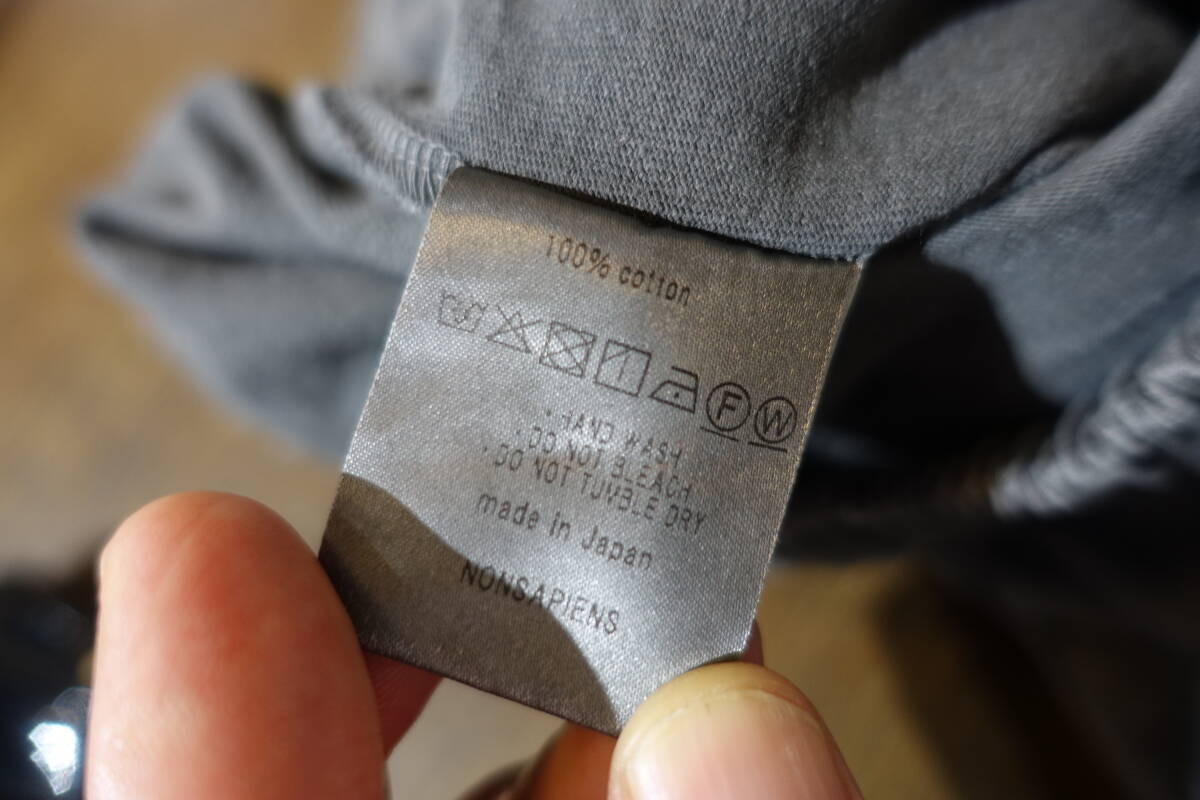 100% cotton
F W
·HAND WASH
·DO NOT BLEACH
·DO NOT TUMBLE DRY
made in Japan
NONSAPIENS